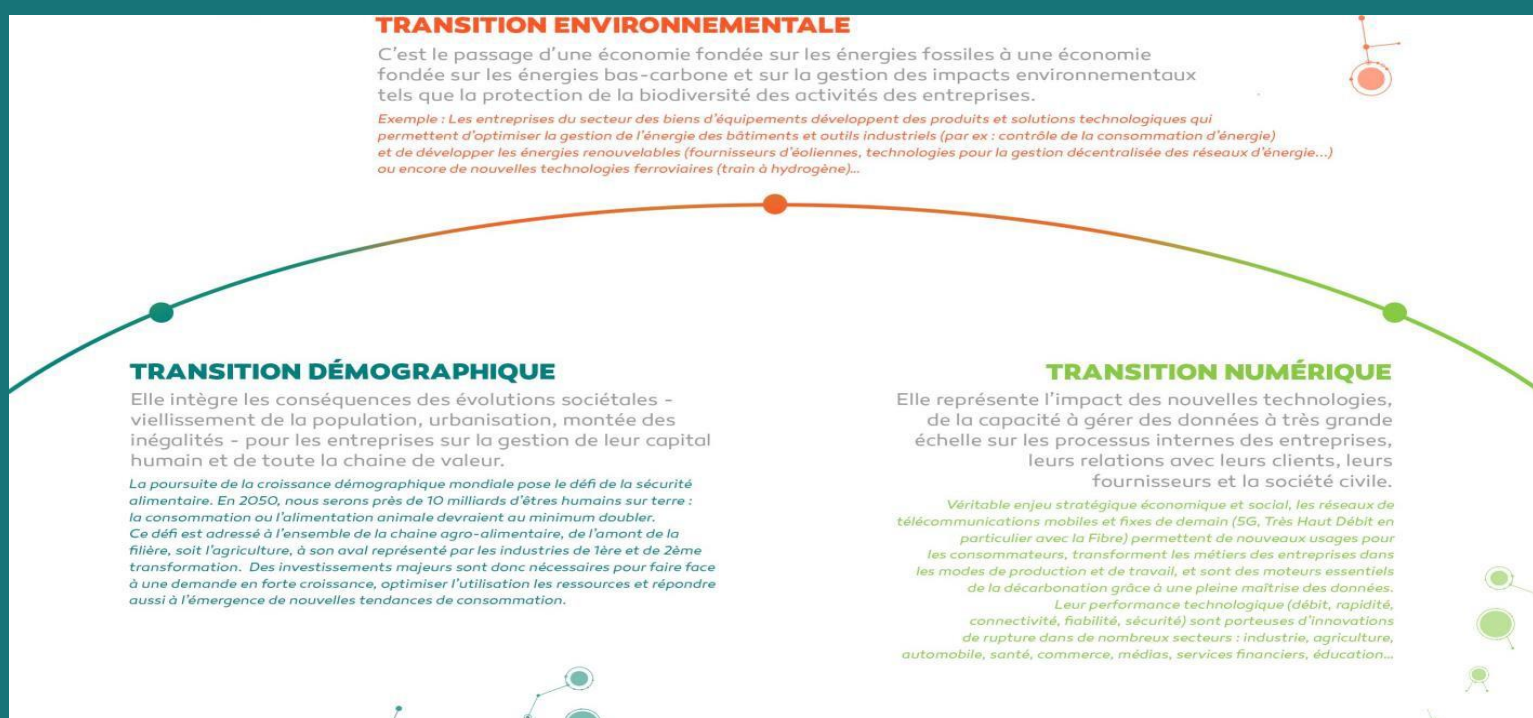 TRANSITION ENVIRONNEMENTALE
C'est le passage d'une économie fondée sur les énergies fossiles à une économie
fondée sur les énergies bas-carbone et sur la gestion des impacts environnementaux
tels que la protection de la biodiversité des activités des entreprises.
Exemple : Les entreprises du secteur des biens d'équipements développent des produits et solutions technologiques qui
permettent d'optimiser la gestion de l'énergie des bâtiments et outils industriels (par ex : contrôle de la consommation d'énergie)
et de développer les énergies renouvelables (fournisseurs d'éoliennes, technologies pour la gestion décentralisée des réseaux d'énergie...)
ou encore de nouvelles technologies ferroviaires (train à hydrogène)...
TRANSITION DÉMOGRAPHIQUE
Elle intègre les conséquences des évolutions sociétales -
viellissement de la population, urbanisation, montée des
inégalités - pour les entreprises sur la gestion de leur capital
humain et de toute la chaine de valeur.
La poursuite de la croissance démographique mondiale pose le défi de la sécurité
alimentaire. En 2050, nous serons près de 10 milliards d'êtres humains sur terre :
la consommation ou l'alimentation animale devraient au minimum doubler.
Ce défi est adressé à l'ensemble de la chaine agro-alimentaire, de l'amont de la
filière, soit l'agriculture, à son aval représenté par les industries de 1ère et de 2ème
transformation. Des investissements majeurs sont donc nécessaires pour faire face
à une demande en forte croissance, optimiser l'utilisation les ressources et répondre
aussi à l'émergence de nouvelles tendances de consommation.
TRANSITION NUMÉRIQUE
Elle représente l'impact des nouvelles technologies,
de la capacité à gérer des données à très grande
échelle sur les processus internes des entreprises,
leurs relations avec leurs clients, leurs
fournisseurs et la société civile.
Véritable enjeu stratégique économique et social, les réseaux de
télécommunications mobiles et fixes de demain (5G, Très Haut Débit en
particulier avec la Fibre) permettent de nouveaux usages pour
les consommateurs, transforment les métiers des entreprises dans
les modes de production et de travail, et sont des moteurs essentiels
de la décarbonation grâce à une pleine maîtrise des données.
Leur performance technologique (débit, rapidité,
connectivité, fiabilité, sécurité) sont porteuses d'innovations
de rupture dans de nombreux secteurs : industrie, agriculture,
automobile, santé, commerce, médias, services financiers, éducation...